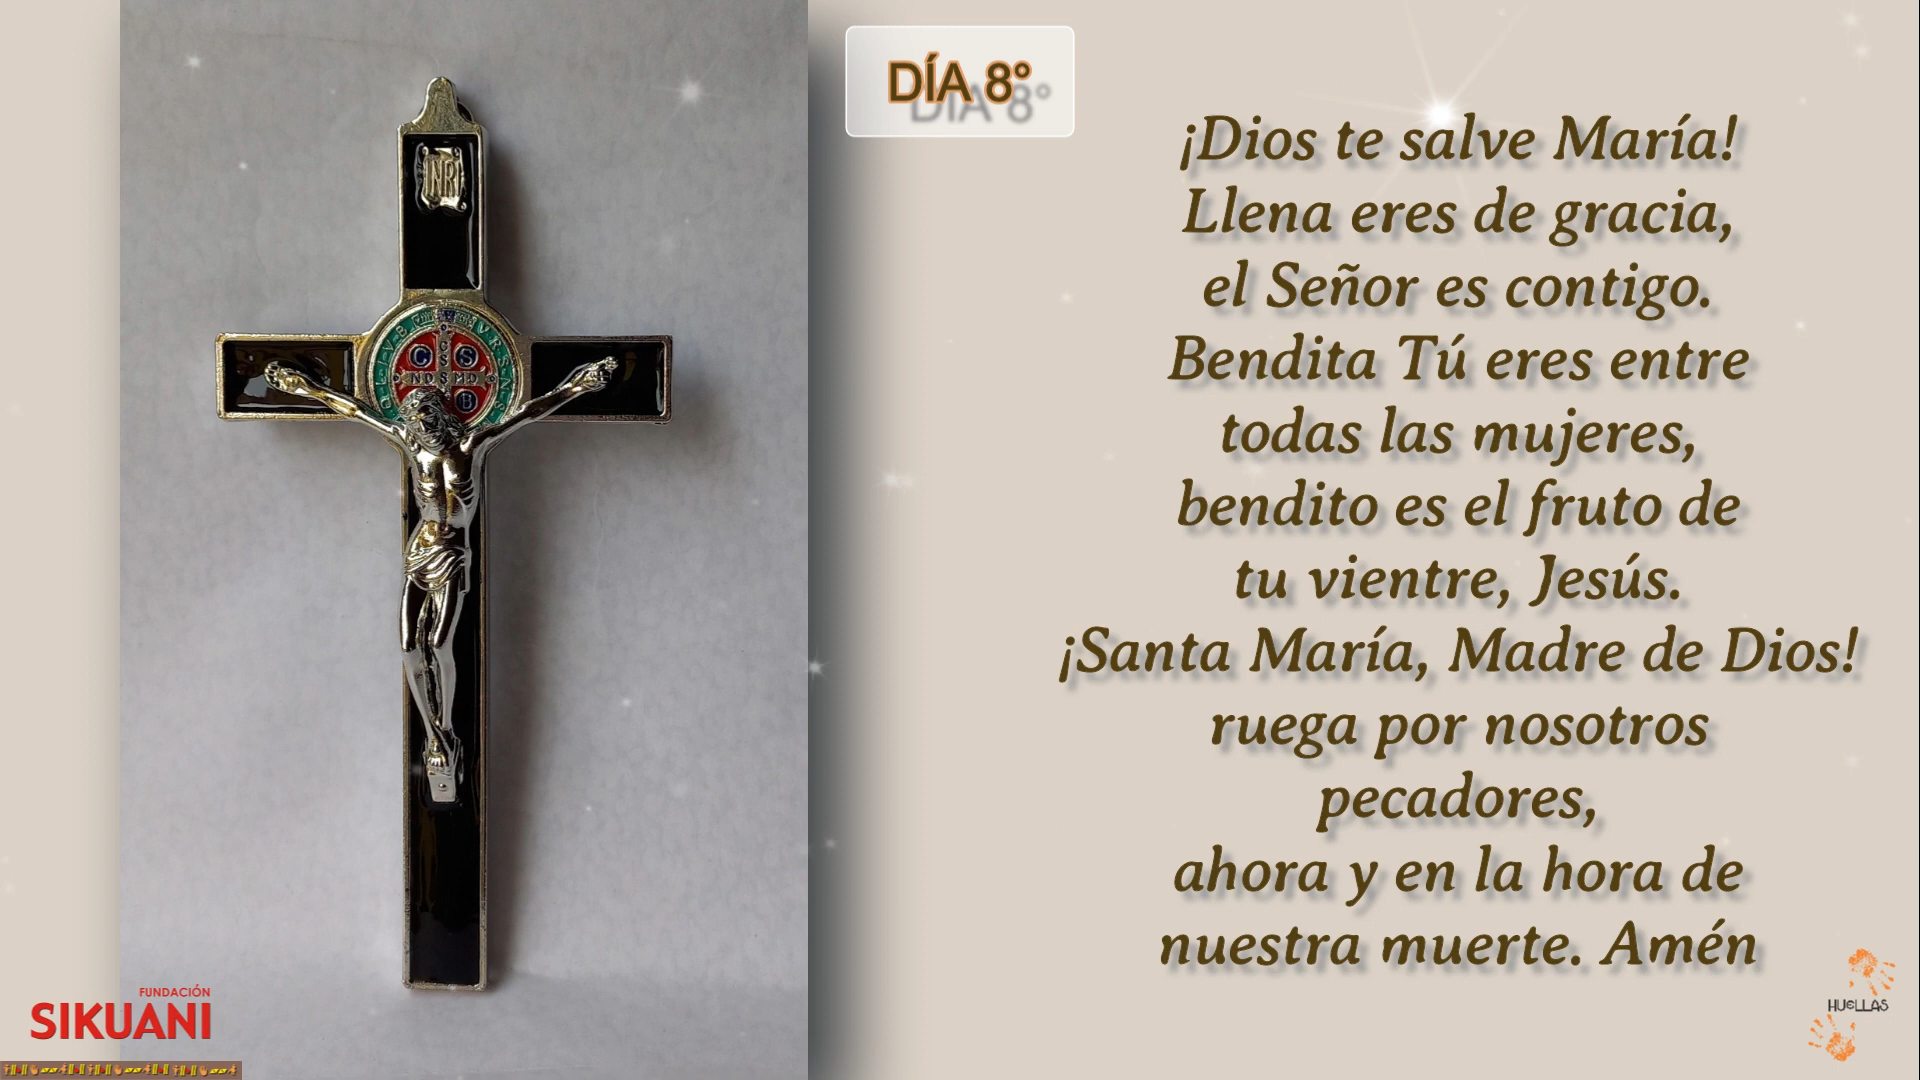 DÍA 8°
¡Dios te salve María!
Llena eres de gracia,
el Señor es contigo.
Bendita Tú eres entre
todas las mujeres,
bendito es el fruto de
tu vientre, Jesús.
¡Santa María, Madre de Dios!
ruega por nosotros
pecadores,
ahora y en la hora de
nuestra muerte. Amén
INRI
C S
S
N D S M D
B
V R S N S
FUNDACIÓN
SIKUANI
HUELLAS